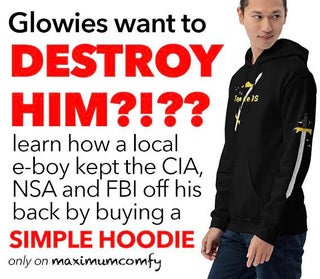 Glowies want to
DESTROY
HIM?!??
learn how a local
e-boy kept the CIA,
NSA and FBI off his
back by buying a
SIMPLE HOODIE
only on maximumcomfy